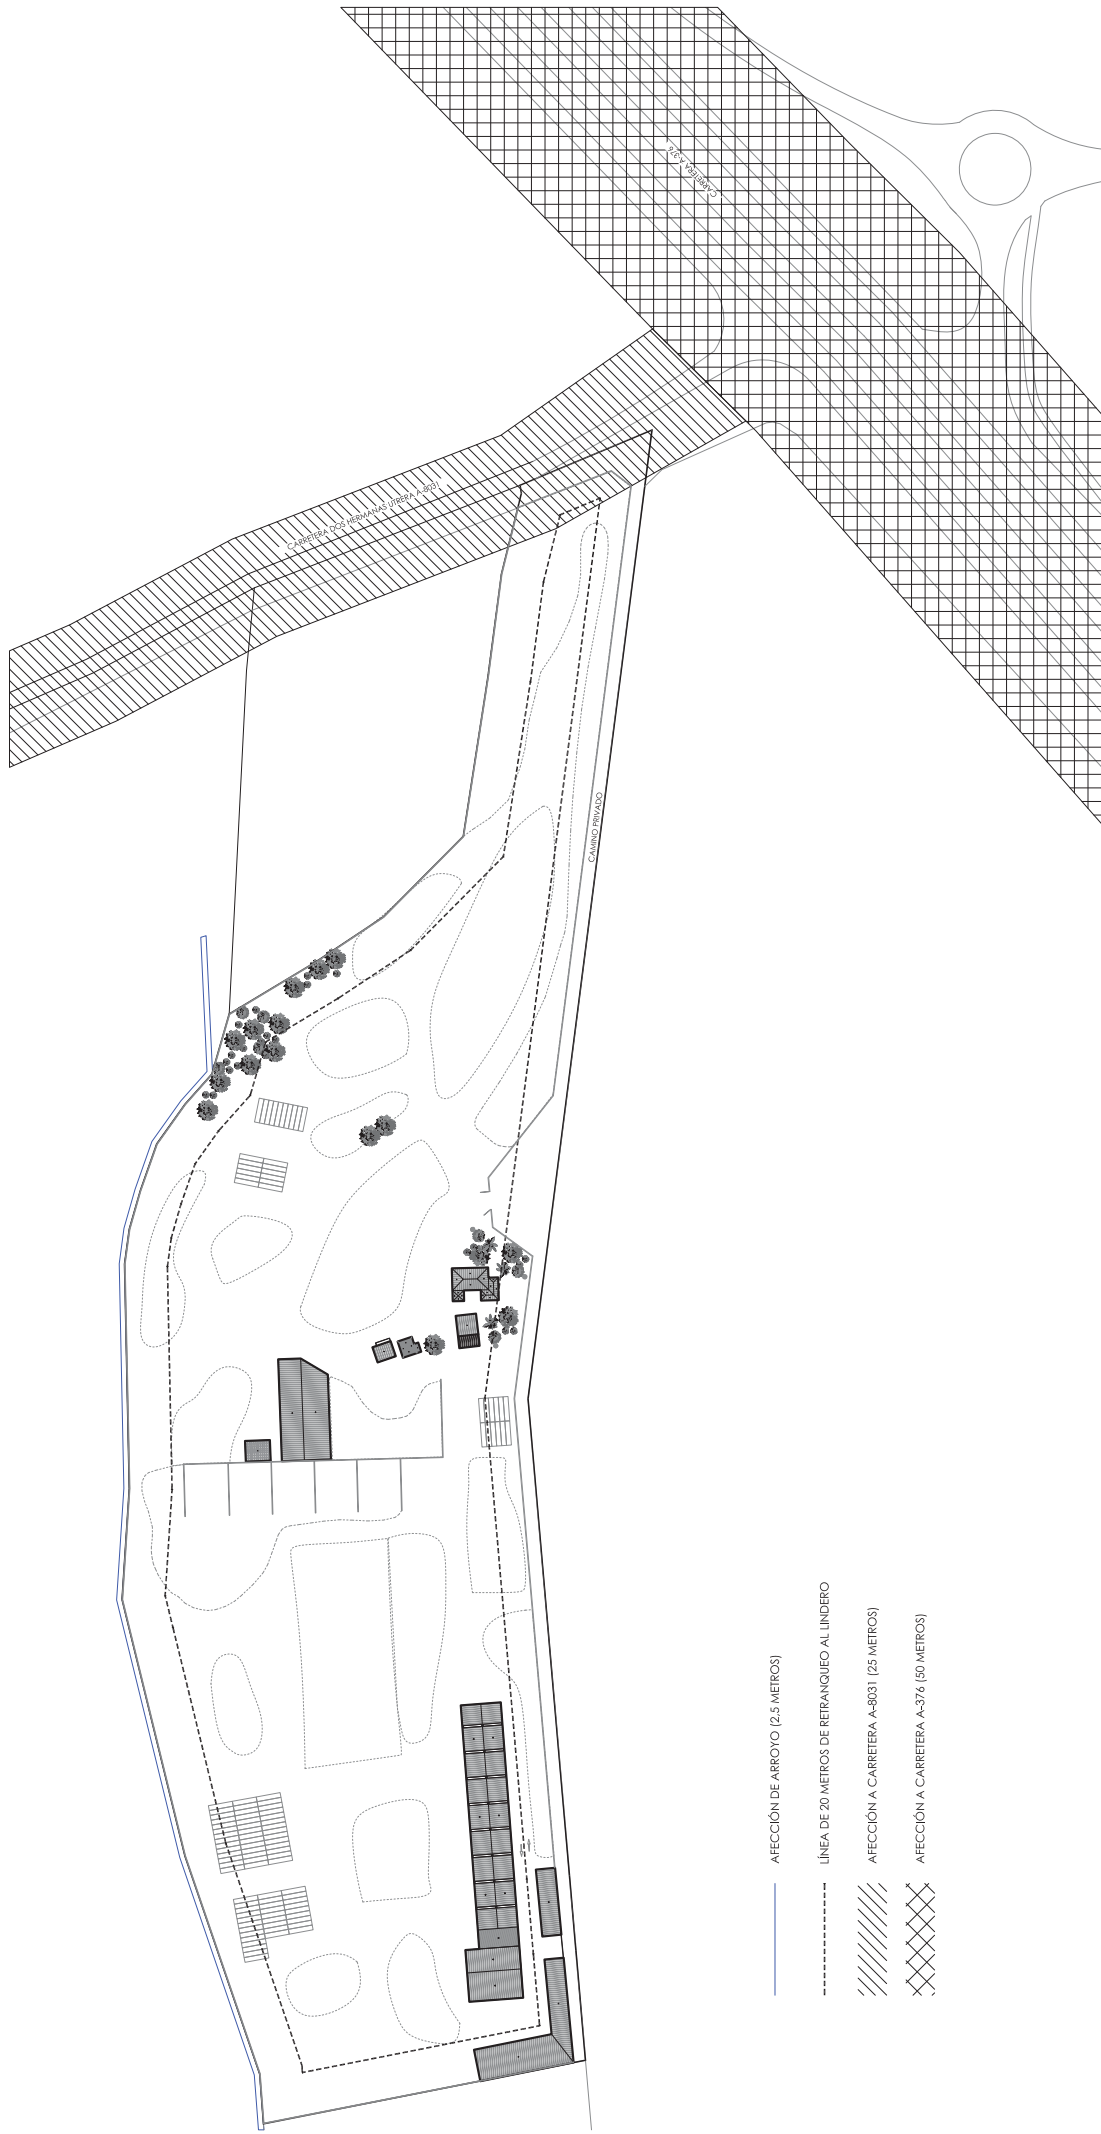 CARRETERA A-376
CARRETERA DOS HERMANAS UTRERA A-8031
CAMINO PRIVADO
AFECCIÓN DE ARROYO (2,5 METROS)
LÍNEA DE 20 METROS DE RETRANQUEO AL LINDERO
AFECCIÓN A CARRETERA A-8031 (25 METROS)
AFECCIÓN A CARRETERA A-376 (50 METROS)